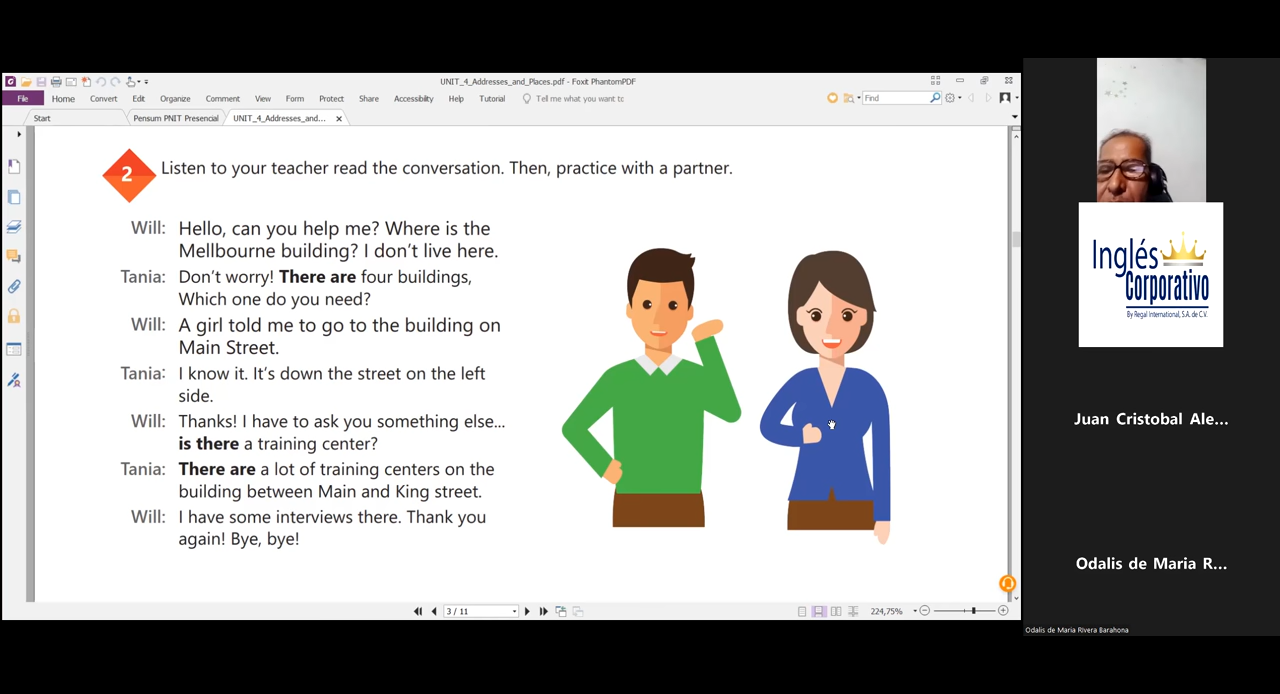 UNIT_4_Addresses_and_Places.pdf - Foxit PhantomPDF
File Home Convert Edit Organize Comment View Form Protect Share Accessibility Help Tutorial Tell me what you want tc Find
Start Pensum PNIT Presencial UNIT_4_Addresses_and...
2 Listen to your teacher read the conversation. Then, practice with a partner.
Will: Hello, can you help me? Where is the
Mellbourne building? I don't live here.
Tania: Don't worry! There are four buildings,
Which one do you need?
Will: A girl told me to go to the building on
Main Street.
Tania: I know it. It's down the street on the left
side.
Will: Thanks! I have to ask you something else...
is there a training center?
Tania: There are a lot of training centers on the
building between Main and King street.
Will: I have some interviews there. Thank you
again! Bye, bye!
3 / 11 224,75%
Inglés
Corporativo
By Regal International, S.A. de C.V.
Juan Cristobal Ale...
Odalis de Maria R...
Odalis de Maria Rivera Barahona